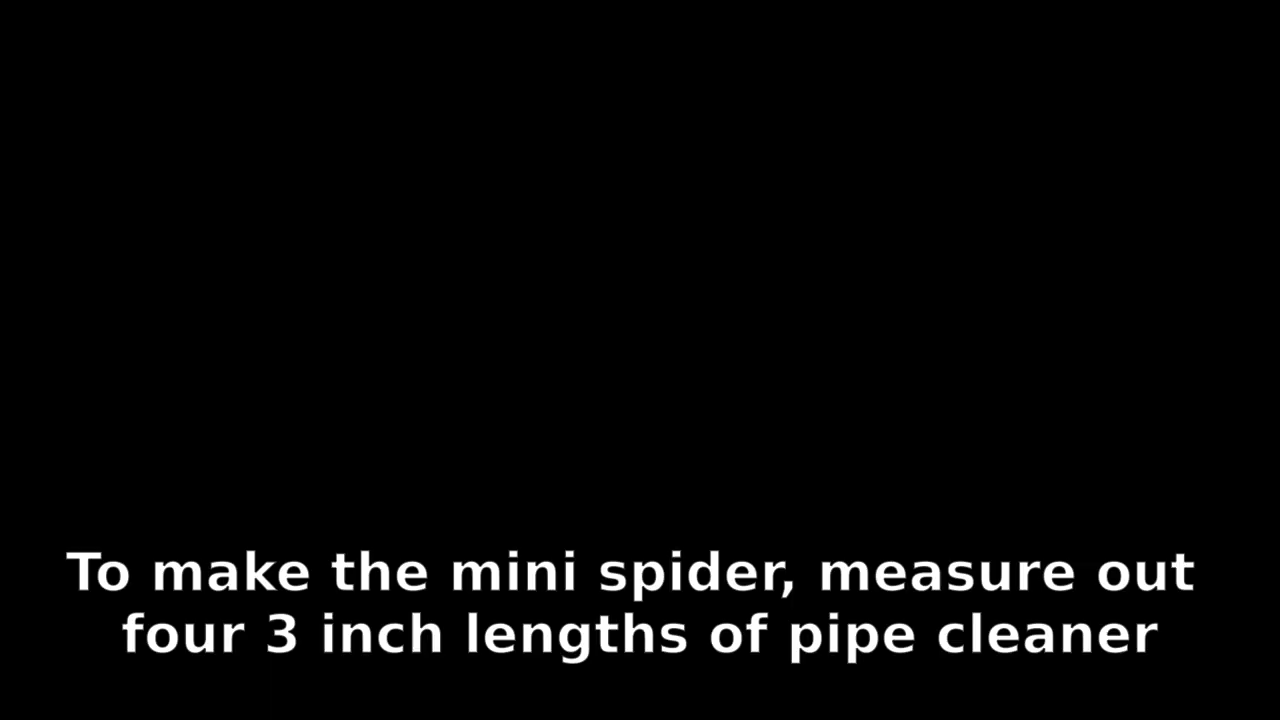 To make the mini spider, measure out
four 3 inch lengths of pipe cleaner